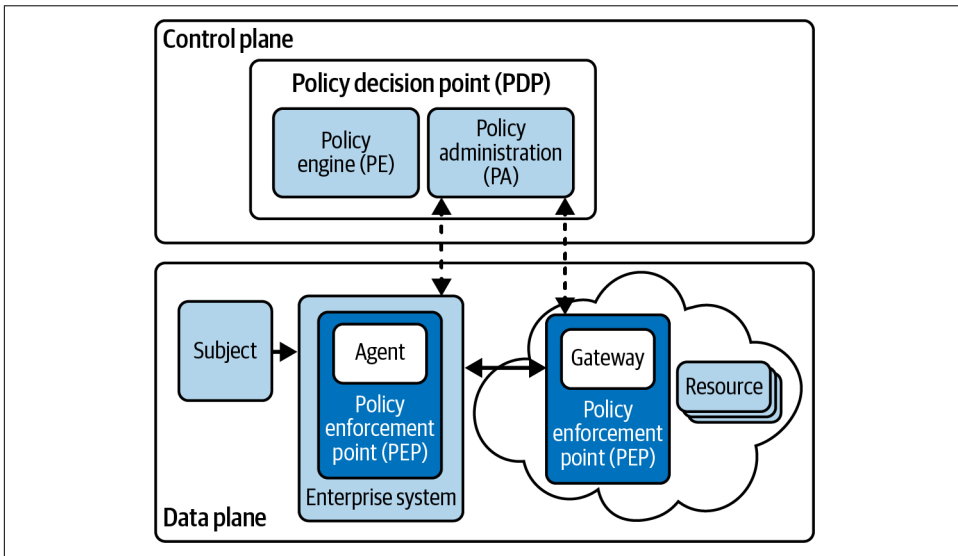 Control plane
Policy decision point (PDP)
Policy
engine (PE)
Policy
administration
(PA)
Subject
Agent
Policy
enforcement
point (PEP)
Enterprise system
Gateway
Policy
enforcement
point (PEP)
Resource
Data plane